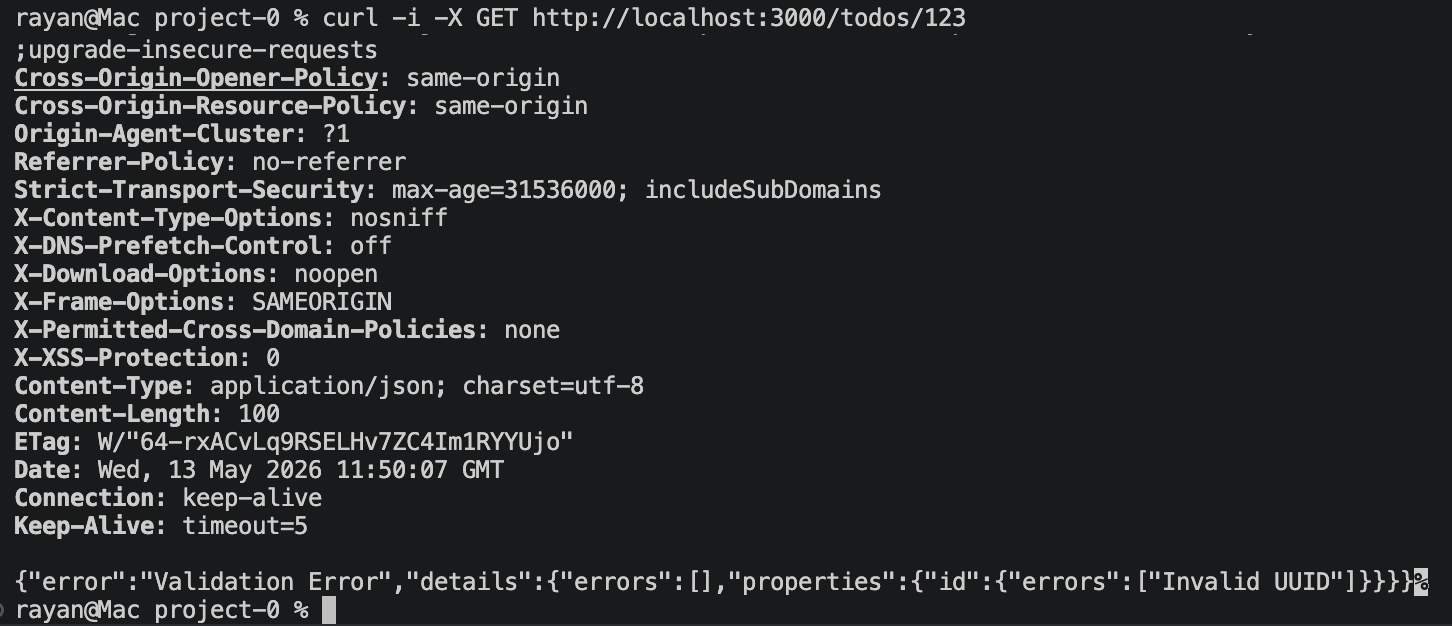 rayan@Mac project-0 % curl -i -X GET http://localhost:3000/todos/123
;upgrade-insecure-requests
Cross-Origin-Opener-Policy: same-origin
Cross-Origin-Resource-Policy: same-origin
Origin-Agent-Cluster: ?1
Referrer-Policy: no-referrer
Strict-Transport-Security: max-age=31536000; includeSubDomains
X-Content-Type-Options: nosniff
X-DNS-Prefetch-Control: off
X-Download-Options: noopen
X-Frame-Options: SAMEORIGIN
X-Permitted-Cross-Domain-Policies: none
X-XSS-Protection: 0
Content-Type: application/json; charset=utf-8
Content-Length: 100
ETag: W/"64-rxACvLq9RSELHv7ZC4Im1RYYUjo"
Date: Wed, 13 May 2026 11:50:07 GMT
Connection: keep-alive
Keep-Alive: timeout=5

{"error":"Validation Error","details":{"errors":[],"properties":{"id":{"errors":["Invalid UUID"]}}}}%
rayan@Mac project-0 %